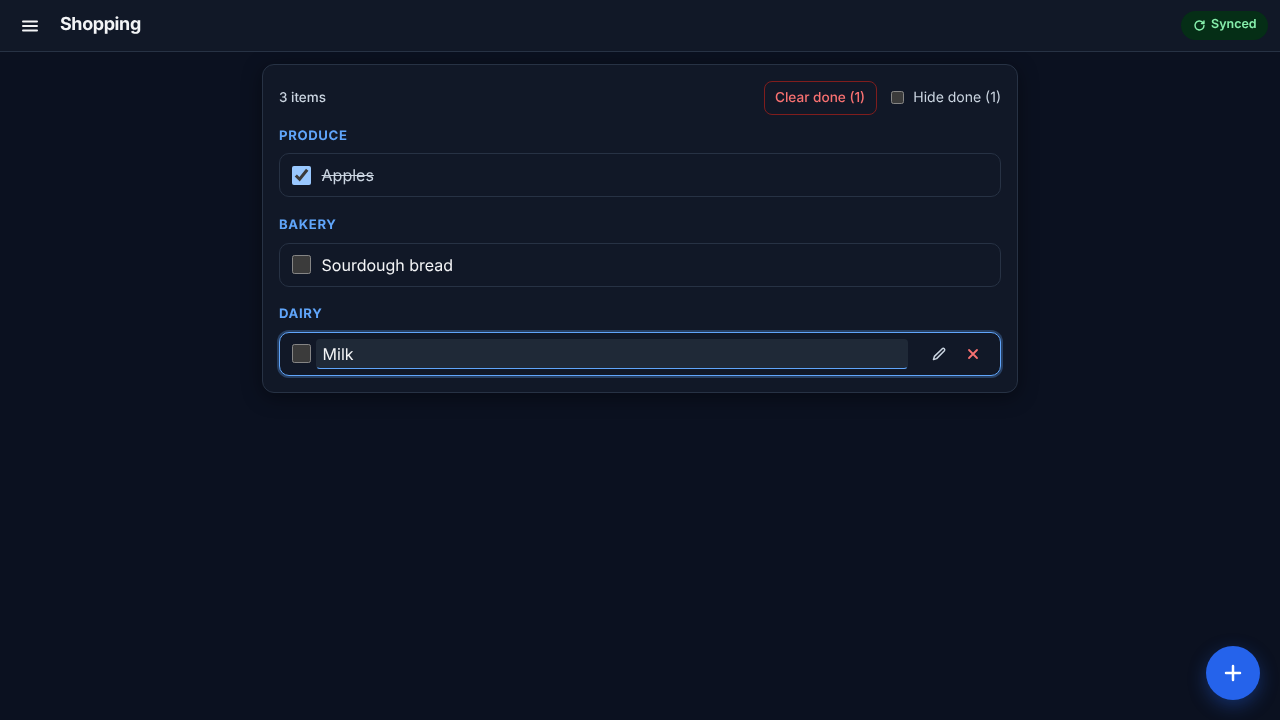 Shopping
Synced
3 items
Clear done (1)
Hide done (1)
PRODUCE
Apples
BAKERY
Sourdough bread
DAIRY
Milk